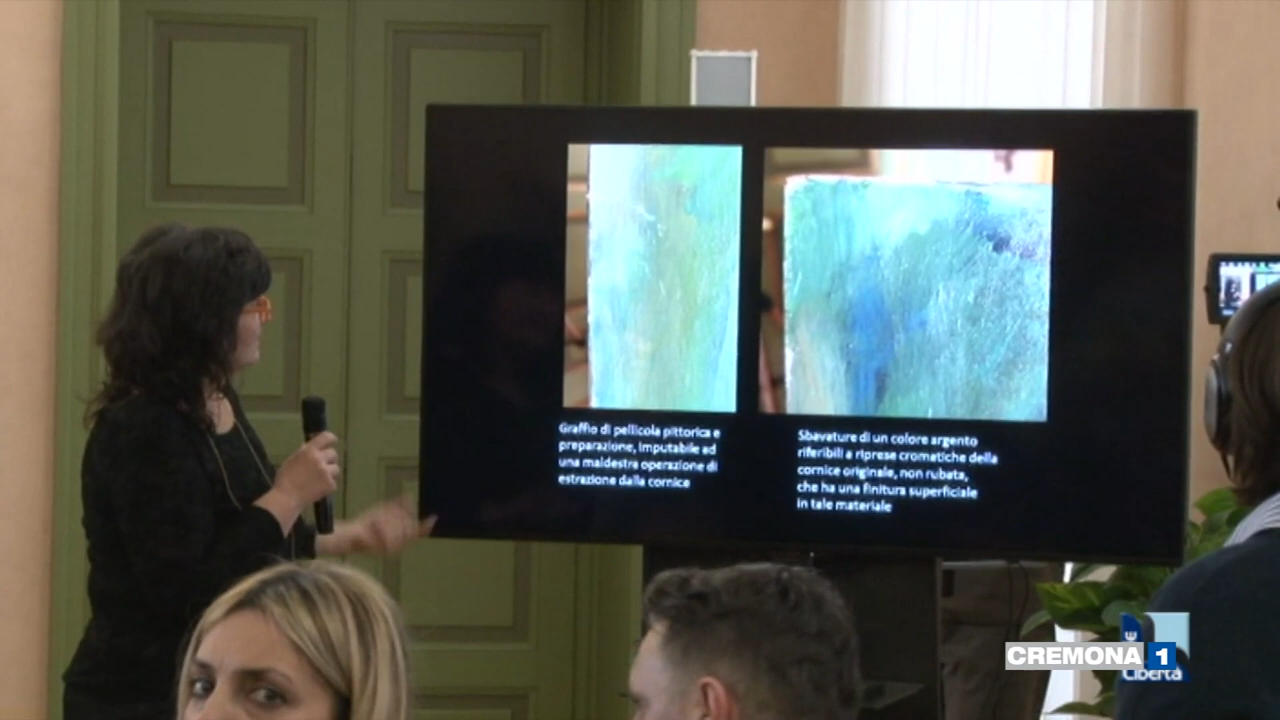 Graffio di pellicola pittorica e
preparazione, imputabile ad
una maldestra operazione di
estrazione dalla cornice
Sbavature di un colore argento
riferibili a riprese cromatiche della
cornice originale, non rubata,
che ha una finitura superficiale
in tale materiale
CREMONA 1
Libertà